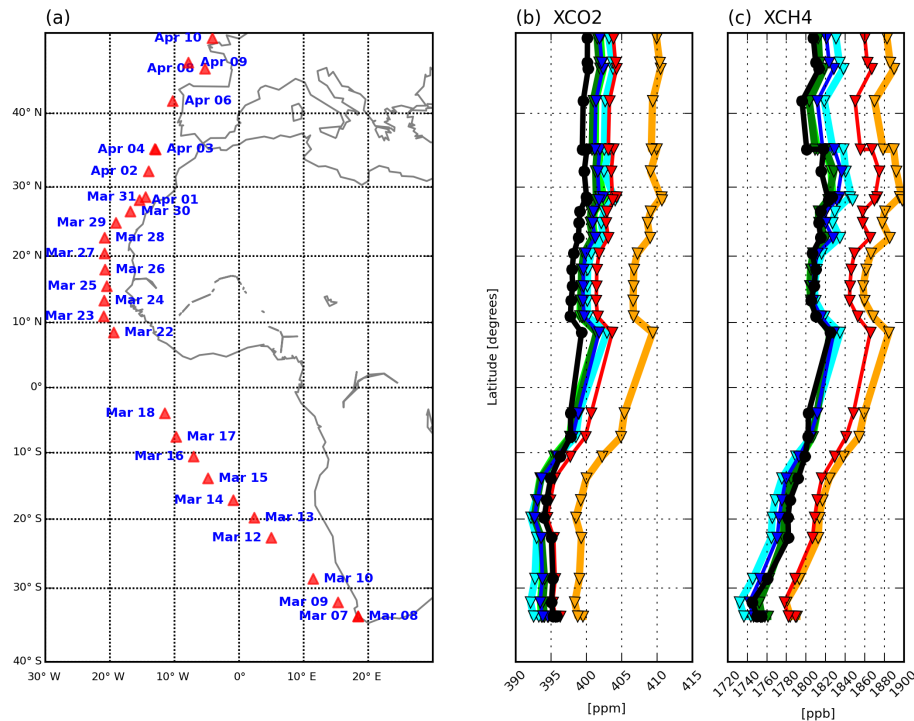 (a)
(b) XCO2
(c) XCH4
Apr 10
Apr 09
Apr 08
Apr 06
40° N
Apr 04
Apr 03
Apr 02
30° N
Mar 31
Apr 01
Mar 30
Mar 29
Mar 28
20° N
Mar 27
Mar 26
Mar 25
Mar 24
10° N
Mar 23
Mar 22
0°
Mar 18
Mar 17
10° S
Mar 16
Mar 15
Mar 14
20° S
Mar 13
Mar 12
30° S
Mar 10
Mar 09
Mar 07
Mar 08
40° S
30° W 20° W 10° W 0° 10° E 20° E
Latitude [degrees]
390 395 400 405 410 415
[ppm]
1720 1740 1760 1780 1800 1820 1840 1860 1880 1900
[ppb]